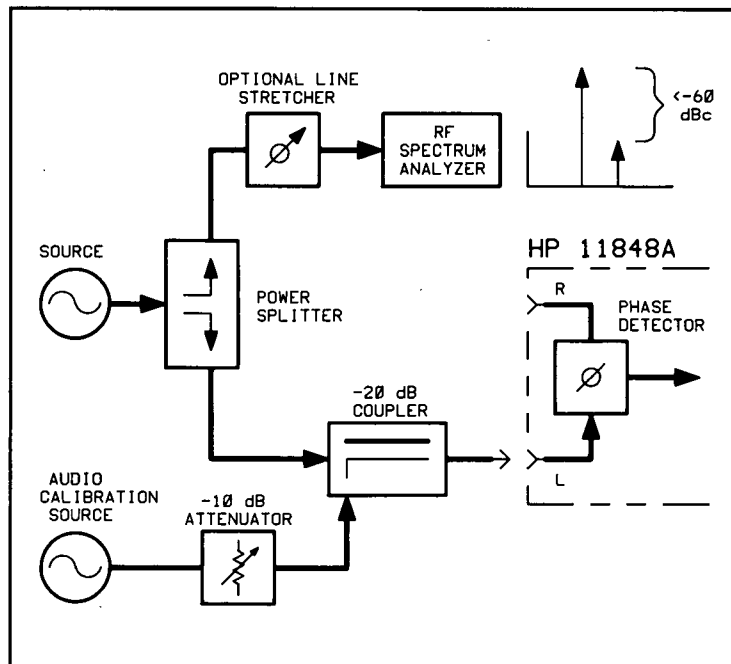 OPTIONAL LINE
STRETCHER
RF
SPECTRUM
ANALYZER
<-60
dBc
SOURCE
POWER
SPLITTER
HP 11848A
R
PHASE
DETECTOR
L
-20 dB
COUPLER
AUDIO
CALIBRATION
SOURCE
-10 dB
ATTENUATOR